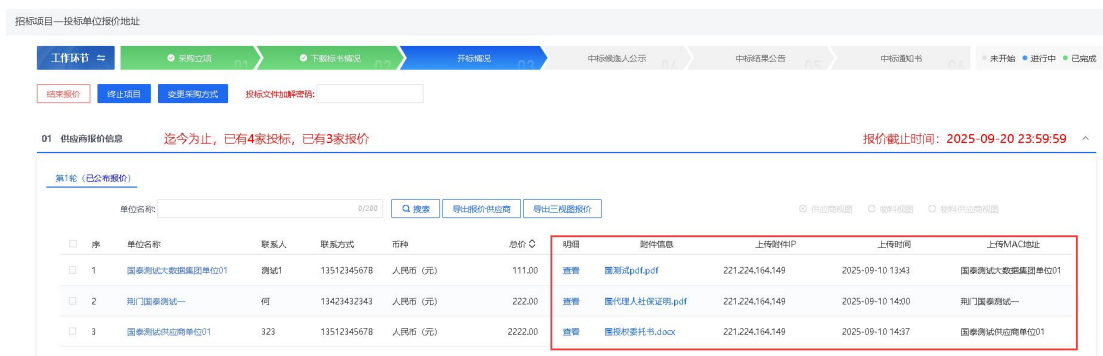 招标项目—投标单位报价地址
工作环节 采购立项 01 下载标书情况 02 开标情况 03 中标候选人公示 04 中标结果公告 05 中标通知书 未开始 进行中 已完成
结束报价 终止项目 变更采购方式 投标文件加解密码:
01 供应商报价信息 迄今为止，已有4家投标，已有3家报价 报价截止时间：2025-09-20 23:59:59
第1轮（已公布报价）
单位名称: 0/200 搜索 导出报价供应商 导出三视图报价 供应商视图 物料视图 物料供应商视图
序 单位名称 联系人 联系方式 币种 总价 明细 附件信息 上传附件IP 上传时间 上传MAC地址
1 国泰测试大数据集团单位01 测试1 13512345678 人民币（元） 111.00 查看 测试pdf.pdf 221.224.164.149 2025-09-10 13:43 国泰测试大数据集团单位01
2 荆门国泰测试一 何 13423432343 人民币（元） 222.00 查看 代理人社保证明.pdf 221.224.164.149 2025-09-10 14:00 荆门国泰测试一
3 国泰测试供应商单位01 323 13512345678 人民币（元） 2222.00 查看 授权委托书.docx 221.224.164.149 2025-09-10 14:37 国泰测试供应商单位01